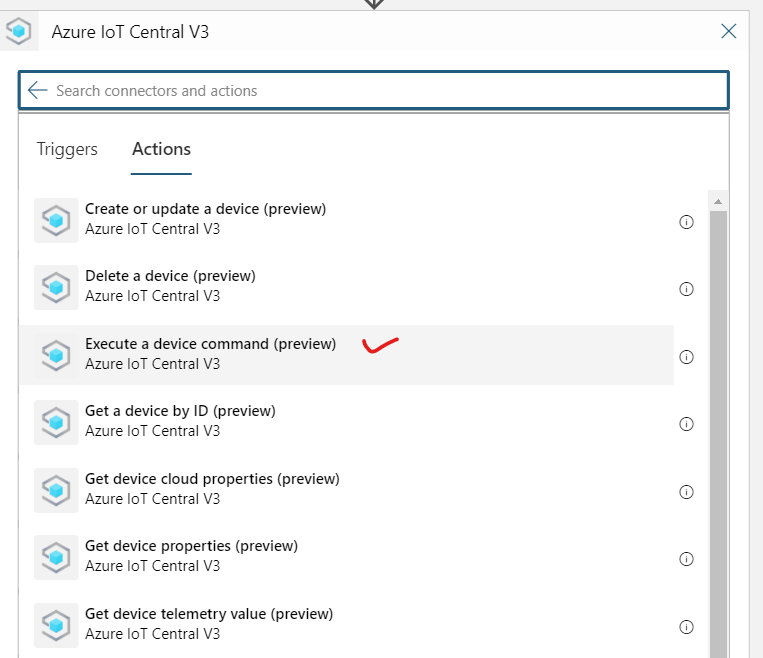 Azure IoT Central V3
Search connectors and actions
Triggers Actions
Create or update a device (preview)
Azure IoT Central V3
Delete a device (preview)
Azure IoT Central V3
Execute a device command (preview)
Azure IoT Central V3
Get a device by ID (preview)
Azure IoT Central V3
Get device cloud properties (preview)
Azure IoT Central V3
Get device properties (preview)
Azure IoT Central V3
Get device telemetry value (preview)
Azure IoT Central V3